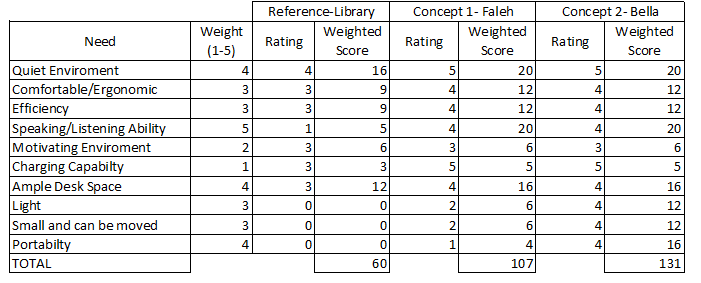 Reference-Library Concept 1- Faleh Concept 2- Bella
Need Weight (1-5) Rating Weighted Score Rating Weighted Score Rating Weighted Score
Quiet Enviroment 4 4 16 5 20 5 20
Comfortable/Ergonomic 3 3 9 4 12 4 12
Efficiency 3 3 9 4 12 4 12
Speaking/Listening Ability 5 1 5 4 20 4 20
Motivating Enviroment 2 3 6 3 6 3 6
Charging Capabilty 1 3 3 5 5 5 5
Ample Desk Space 4 3 12 4 16 4 16
Light 3 0 0 2 6 4 12
Small and can be moved 3 0 0 2 6 4 12
Portabilty 4 0 0 1 4 4 16
TOTAL 60 107 131